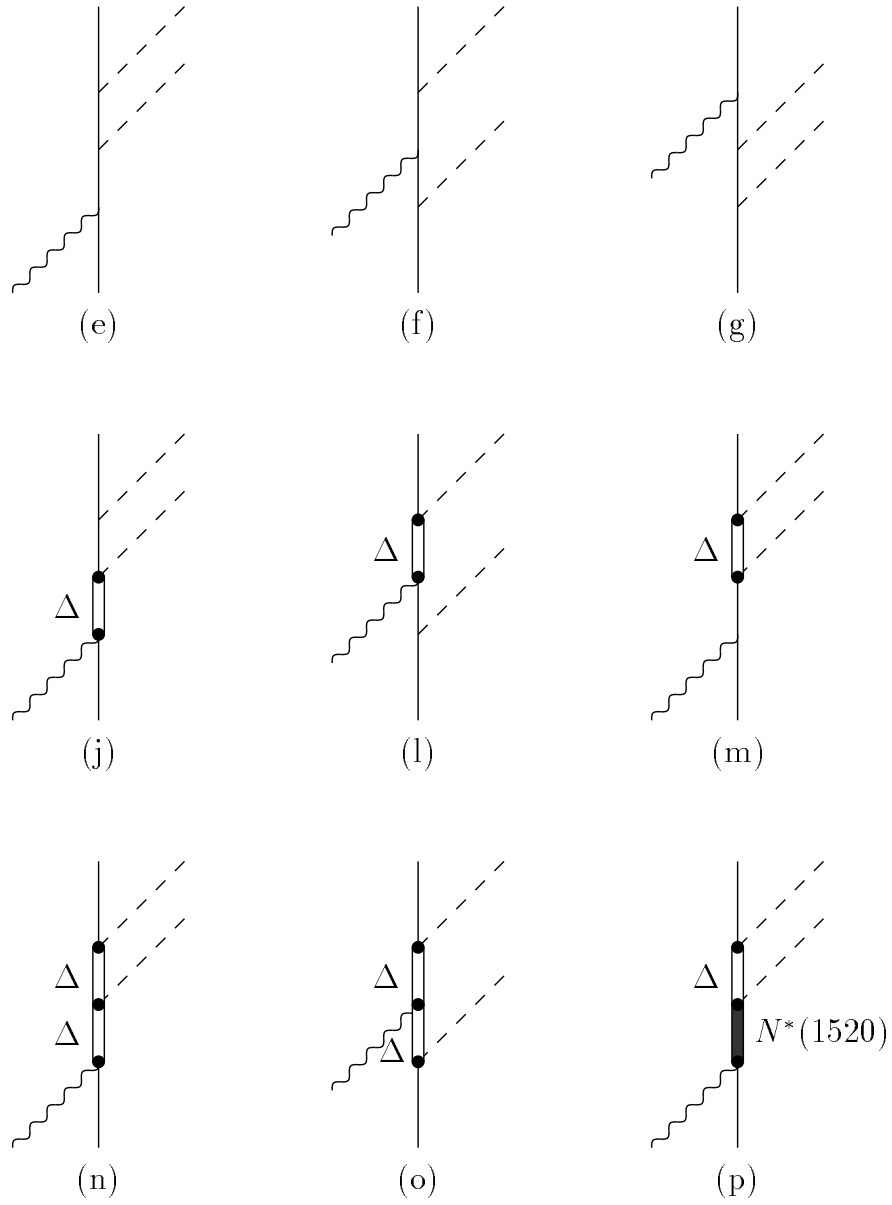 (e) (f) (g)
Δ Δ Δ
(j) (l) (m)
Δ Δ Δ
Δ Δ N*(1520)
(n) (o) (p)